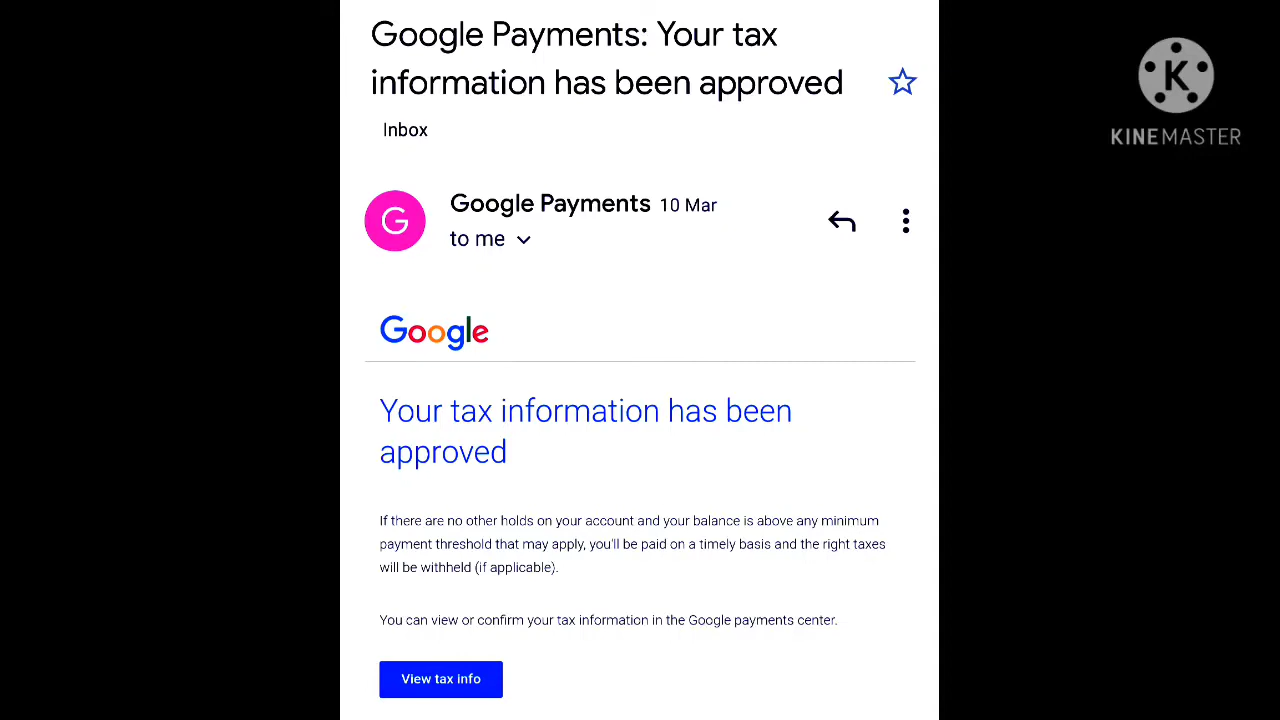 Google Payments: Your tax
information has been approved
Inbox
K
KINEMASTER
G
Google Payments 10 Mar
to me
Google
Your tax information has been
approved
If there are no other holds on your account and your balance is above any minimum
payment threshold that may apply, you'll be paid on a timely basis and the right taxes
will be withheld (if applicable).
You can view or confirm your tax information in the Google payments center.
View tax info